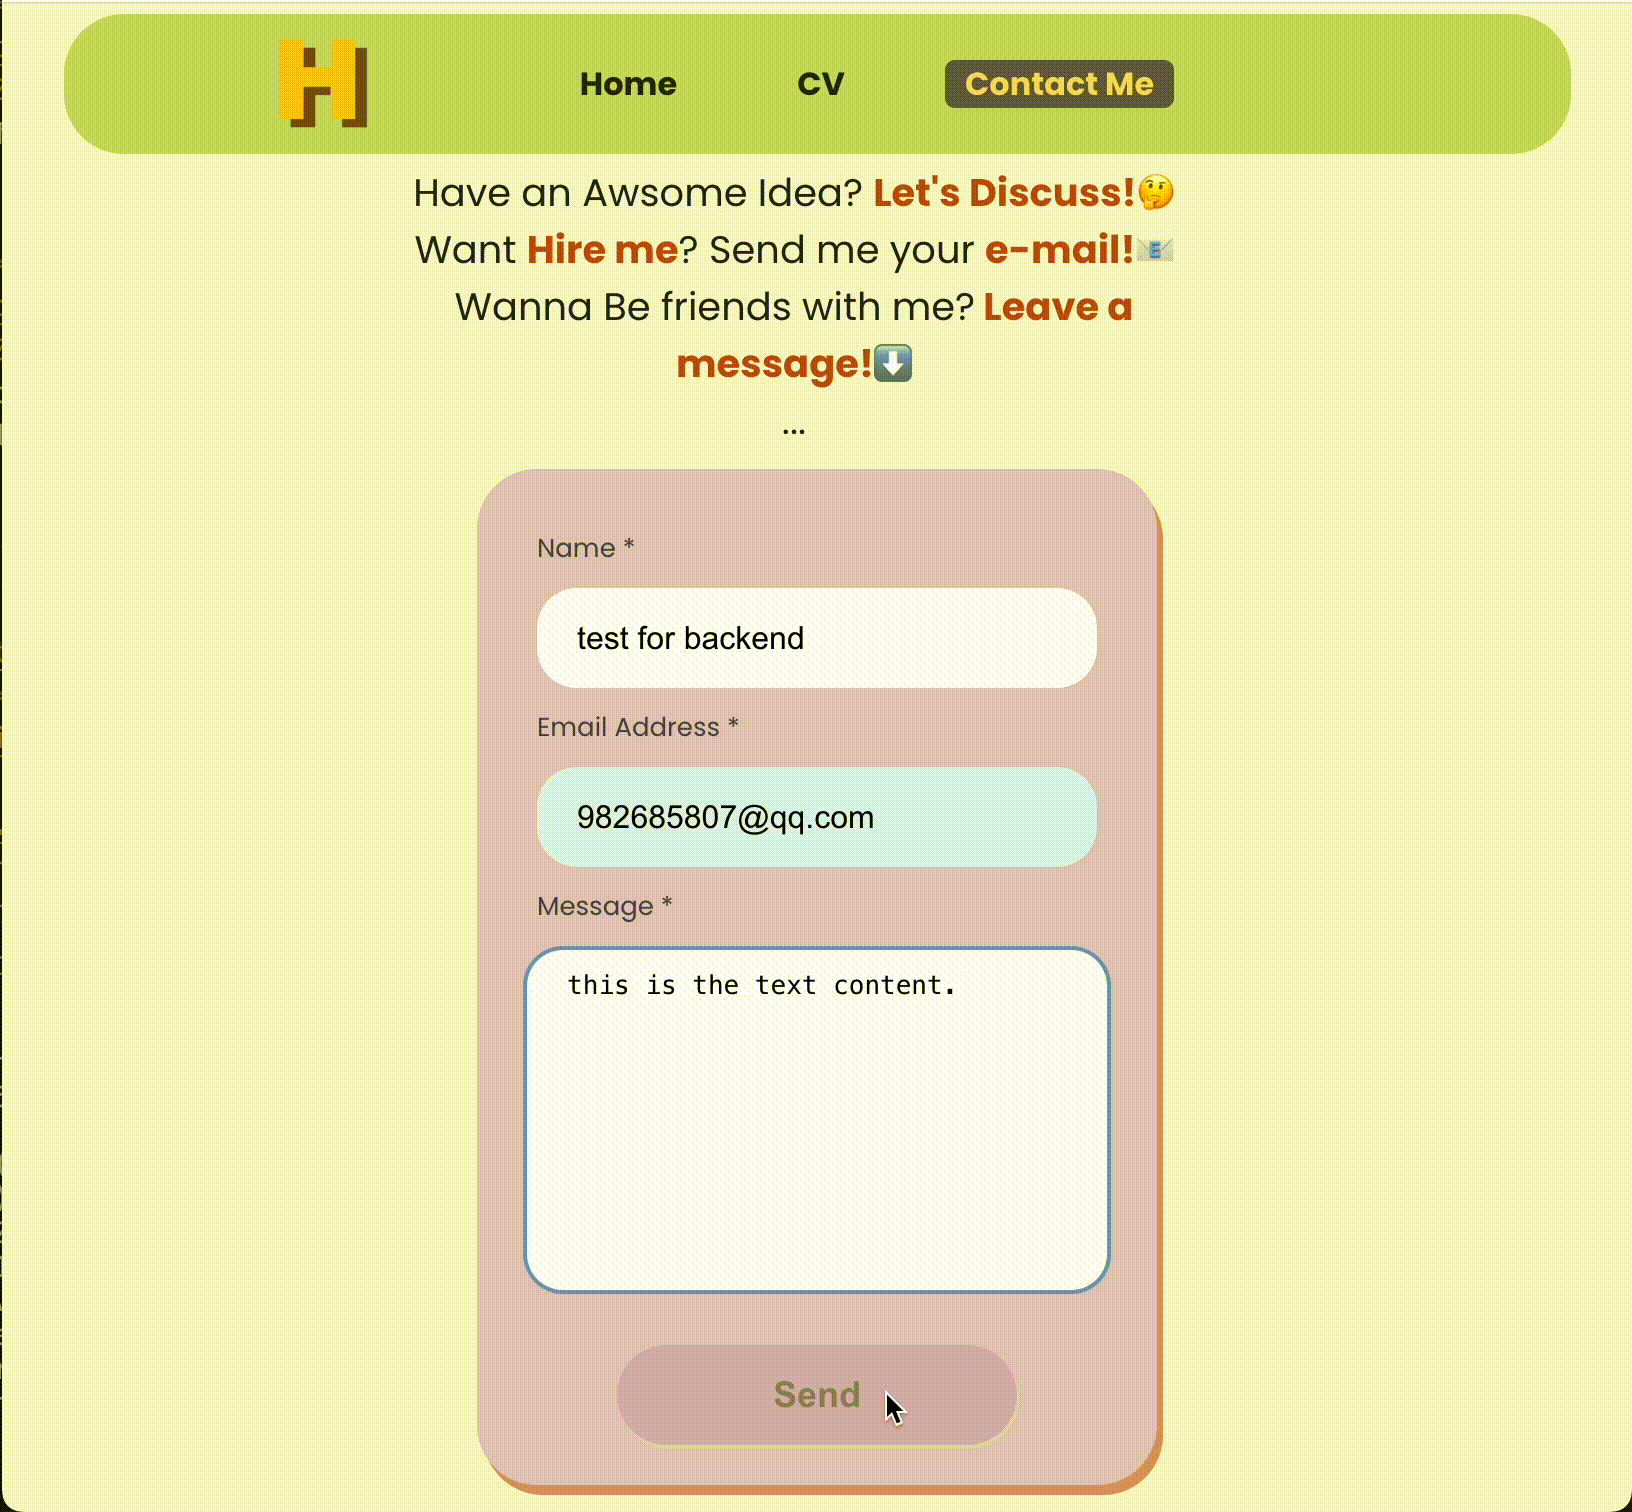 H
Home CV Contact Me
Have an Awsome Idea? Let's Discuss!🤔
Want Hire me? Send me your e-mail!📧
Wanna Be friends with me? Leave a
message!⬇️
...
Name *
test for backend
Email Address *
982685807@qq.com
Message *
this is the text content.
Send